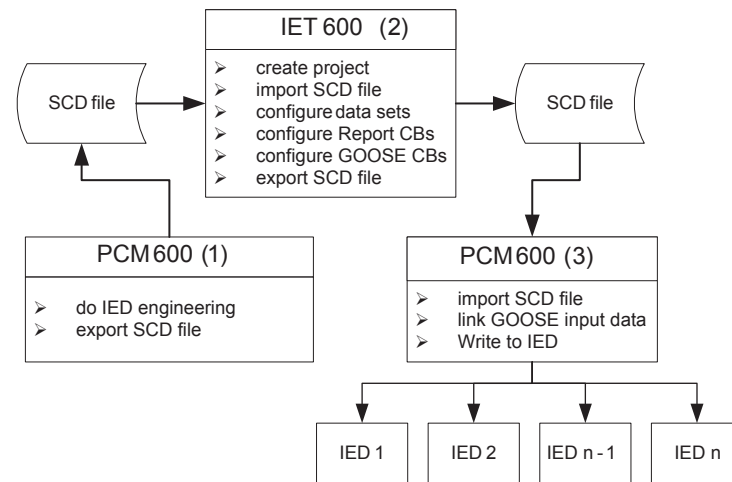 IET 600 (2)
➢ create project
➢ import SCD file
➢ configure data sets
➢ configure Report CBs
➢ configure GOOSE CBs
➢ export SCD file
SCD file
SCD file
PCM600 (1)
➢ do IED engineering
➢ export SCD file
PCM600 (3)
➢ import SCD file
➢ link GOOSE input data
➢ Write to IED
IED 1
IED 2
IED n - 1
IED n